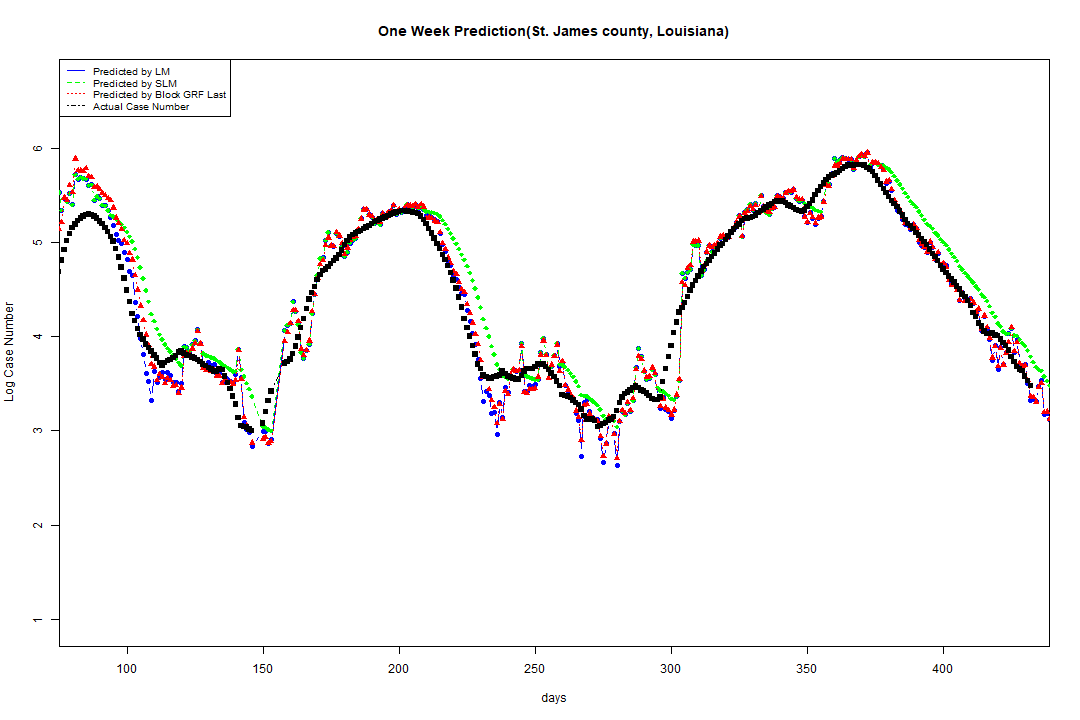 One Week Prediction(St. James county, Louisiana)
Predicted by LM
Predicted by SLM
Predicted by Block GRF Last
Actual Case Number
Log Case Number
6
5
4
3
2
1
100 150 200 250 300 350 400
days